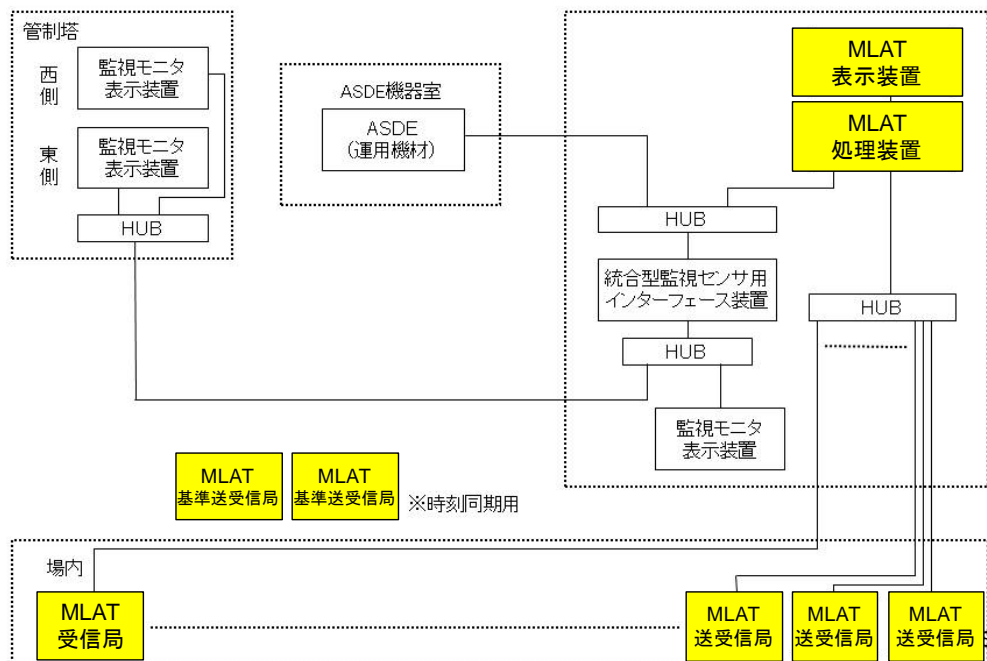 管制塔
西側
監視モニタ
表示装置
東側
監視モニタ
表示装置
HUB
ASDE機器室
ASDE
(運用機材)
MLAT
表示装置
MLAT
処理装置
HUB
統合型監視センサ用
インターフェース装置
HUB
HUB
監視モニタ
表示装置
MLAT
基準送受信局
MLAT
基準送受信局
※時刻同期用
場内
MLAT
受信局
MLAT
送受信局
MLAT
送受信局
MLAT
送受信局